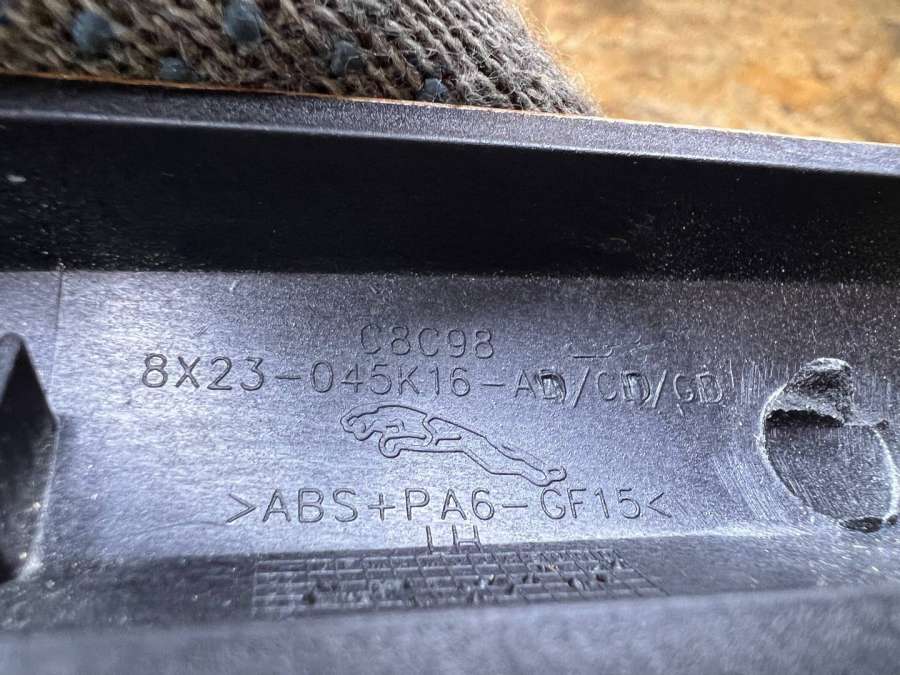 C8C98
8X23-045K16-AD/CD/GD
>ABS+PA6-GF15<
LH